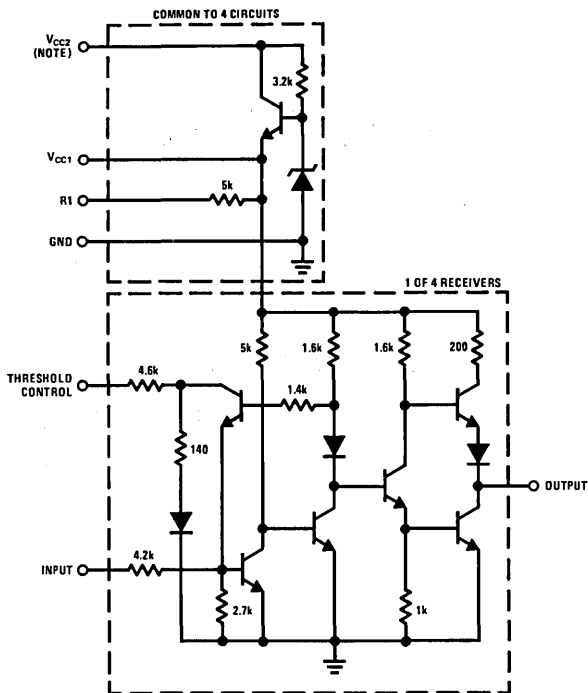 COMMON TO 4 CIRCUITS
VCC2
(NOTE)
3.2k
VCC1
5k
R1
GND
1 OF 4 RECEIVERS
5k
1.6k
1.6k
200
THRESHOLD
CONTROL
4.6k
1.4k
140
OUTPUT
INPUT
4.2k
2.7k
1k